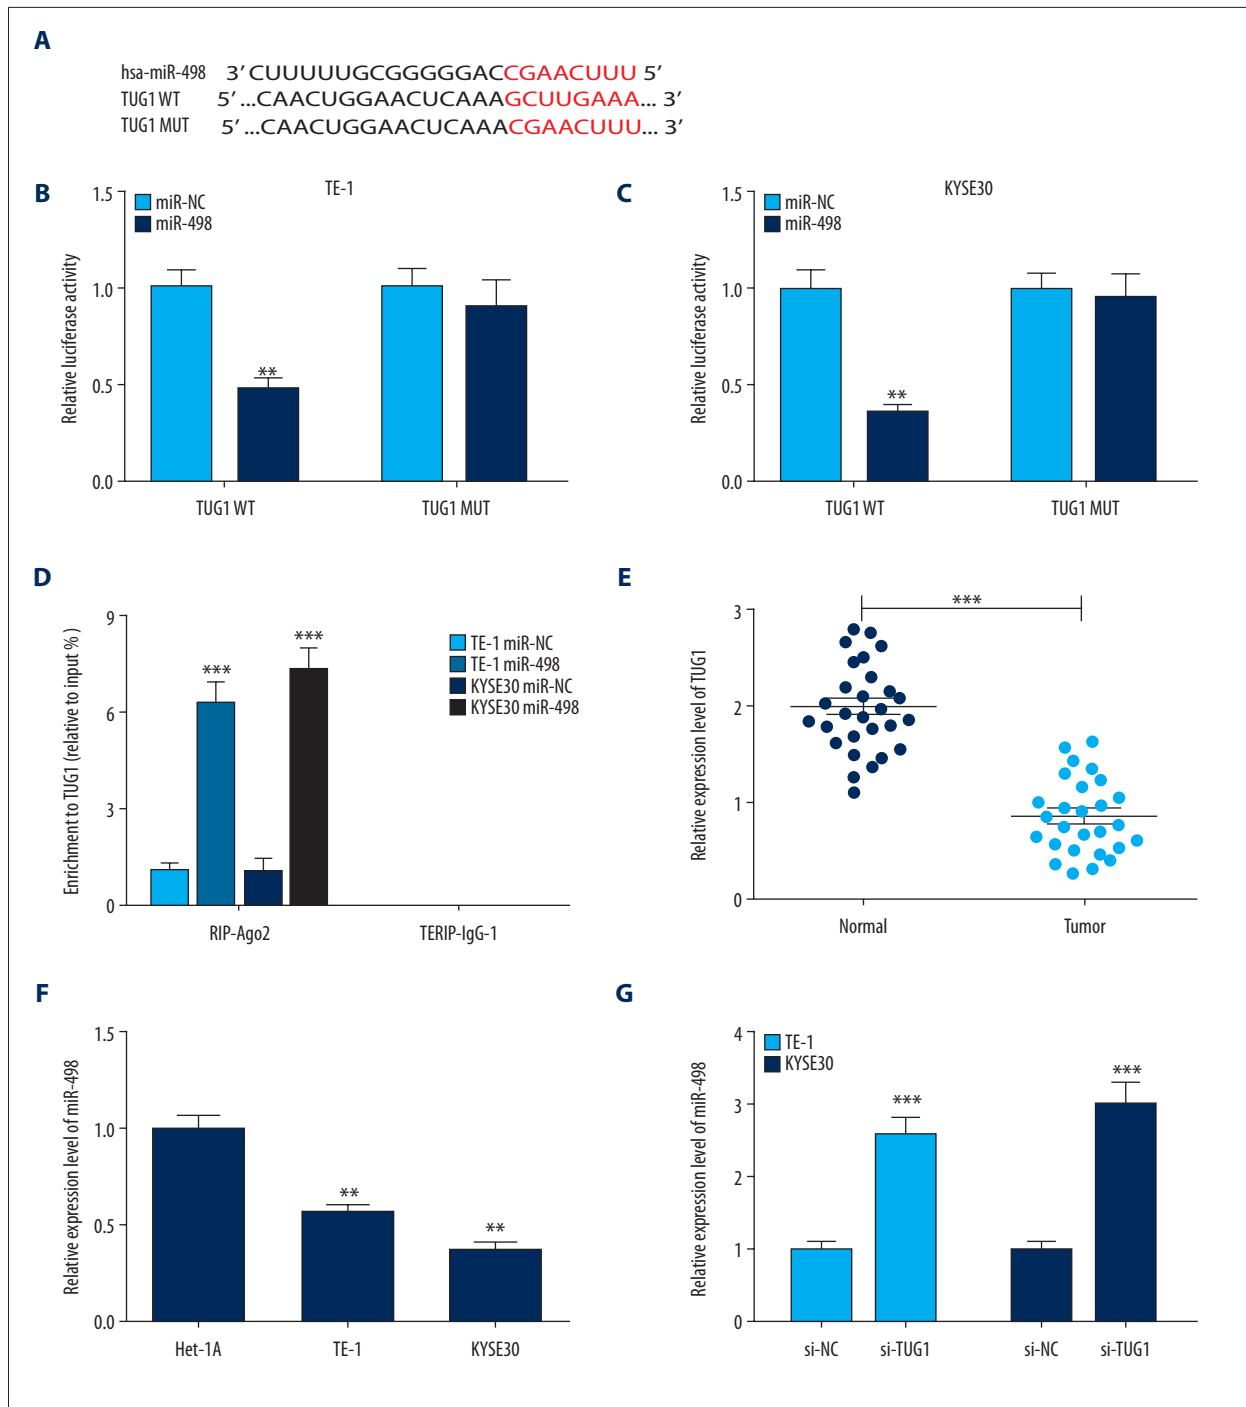 A
hsa-miR-498 3′ CUUUUUGCGGGGGACCGAACUUU 5′
TUG1 WT 5′ ...CAACUGGAACUCAAAGCUUGAAA... 3′
TUG1 MUT 5′ ...CAACUGGAACUCAAACGAACUUU... 3′
B
TE-1
miR-NC
miR-498
Relative luciferase activity
1.5
1.0
0.5
0.0
**
TUG1 WT
TUG1 MUT
C
KYSE30
miR-NC
miR-498
Relative luciferase activity
1.5
1.0
0.5
0.0
**
TUG1 WT
TUG1 MUT
D
Enrichment to TUG1 (relative to input % )
9
6
3
0
***
***
TE-1 miR-NC
TE-1 miR-498
KYSE30 miR-NC
KYSE30 miR-498
RIP-Ago2
TERIP-IgG-1
E
Relative expression level of TUG1
3
2
1
0
***
Normal
Tumor
F
Relative expression level of miR-498
1.5
1.0
0.5
0.0
**
**
Het-1A
TE-1
KYSE30
G
TE-1
KYSE30
Relative expression level of miR-498
4
3
2
1
0
***
***
si-NC
si-TUG1
si-NC
si-TUG1